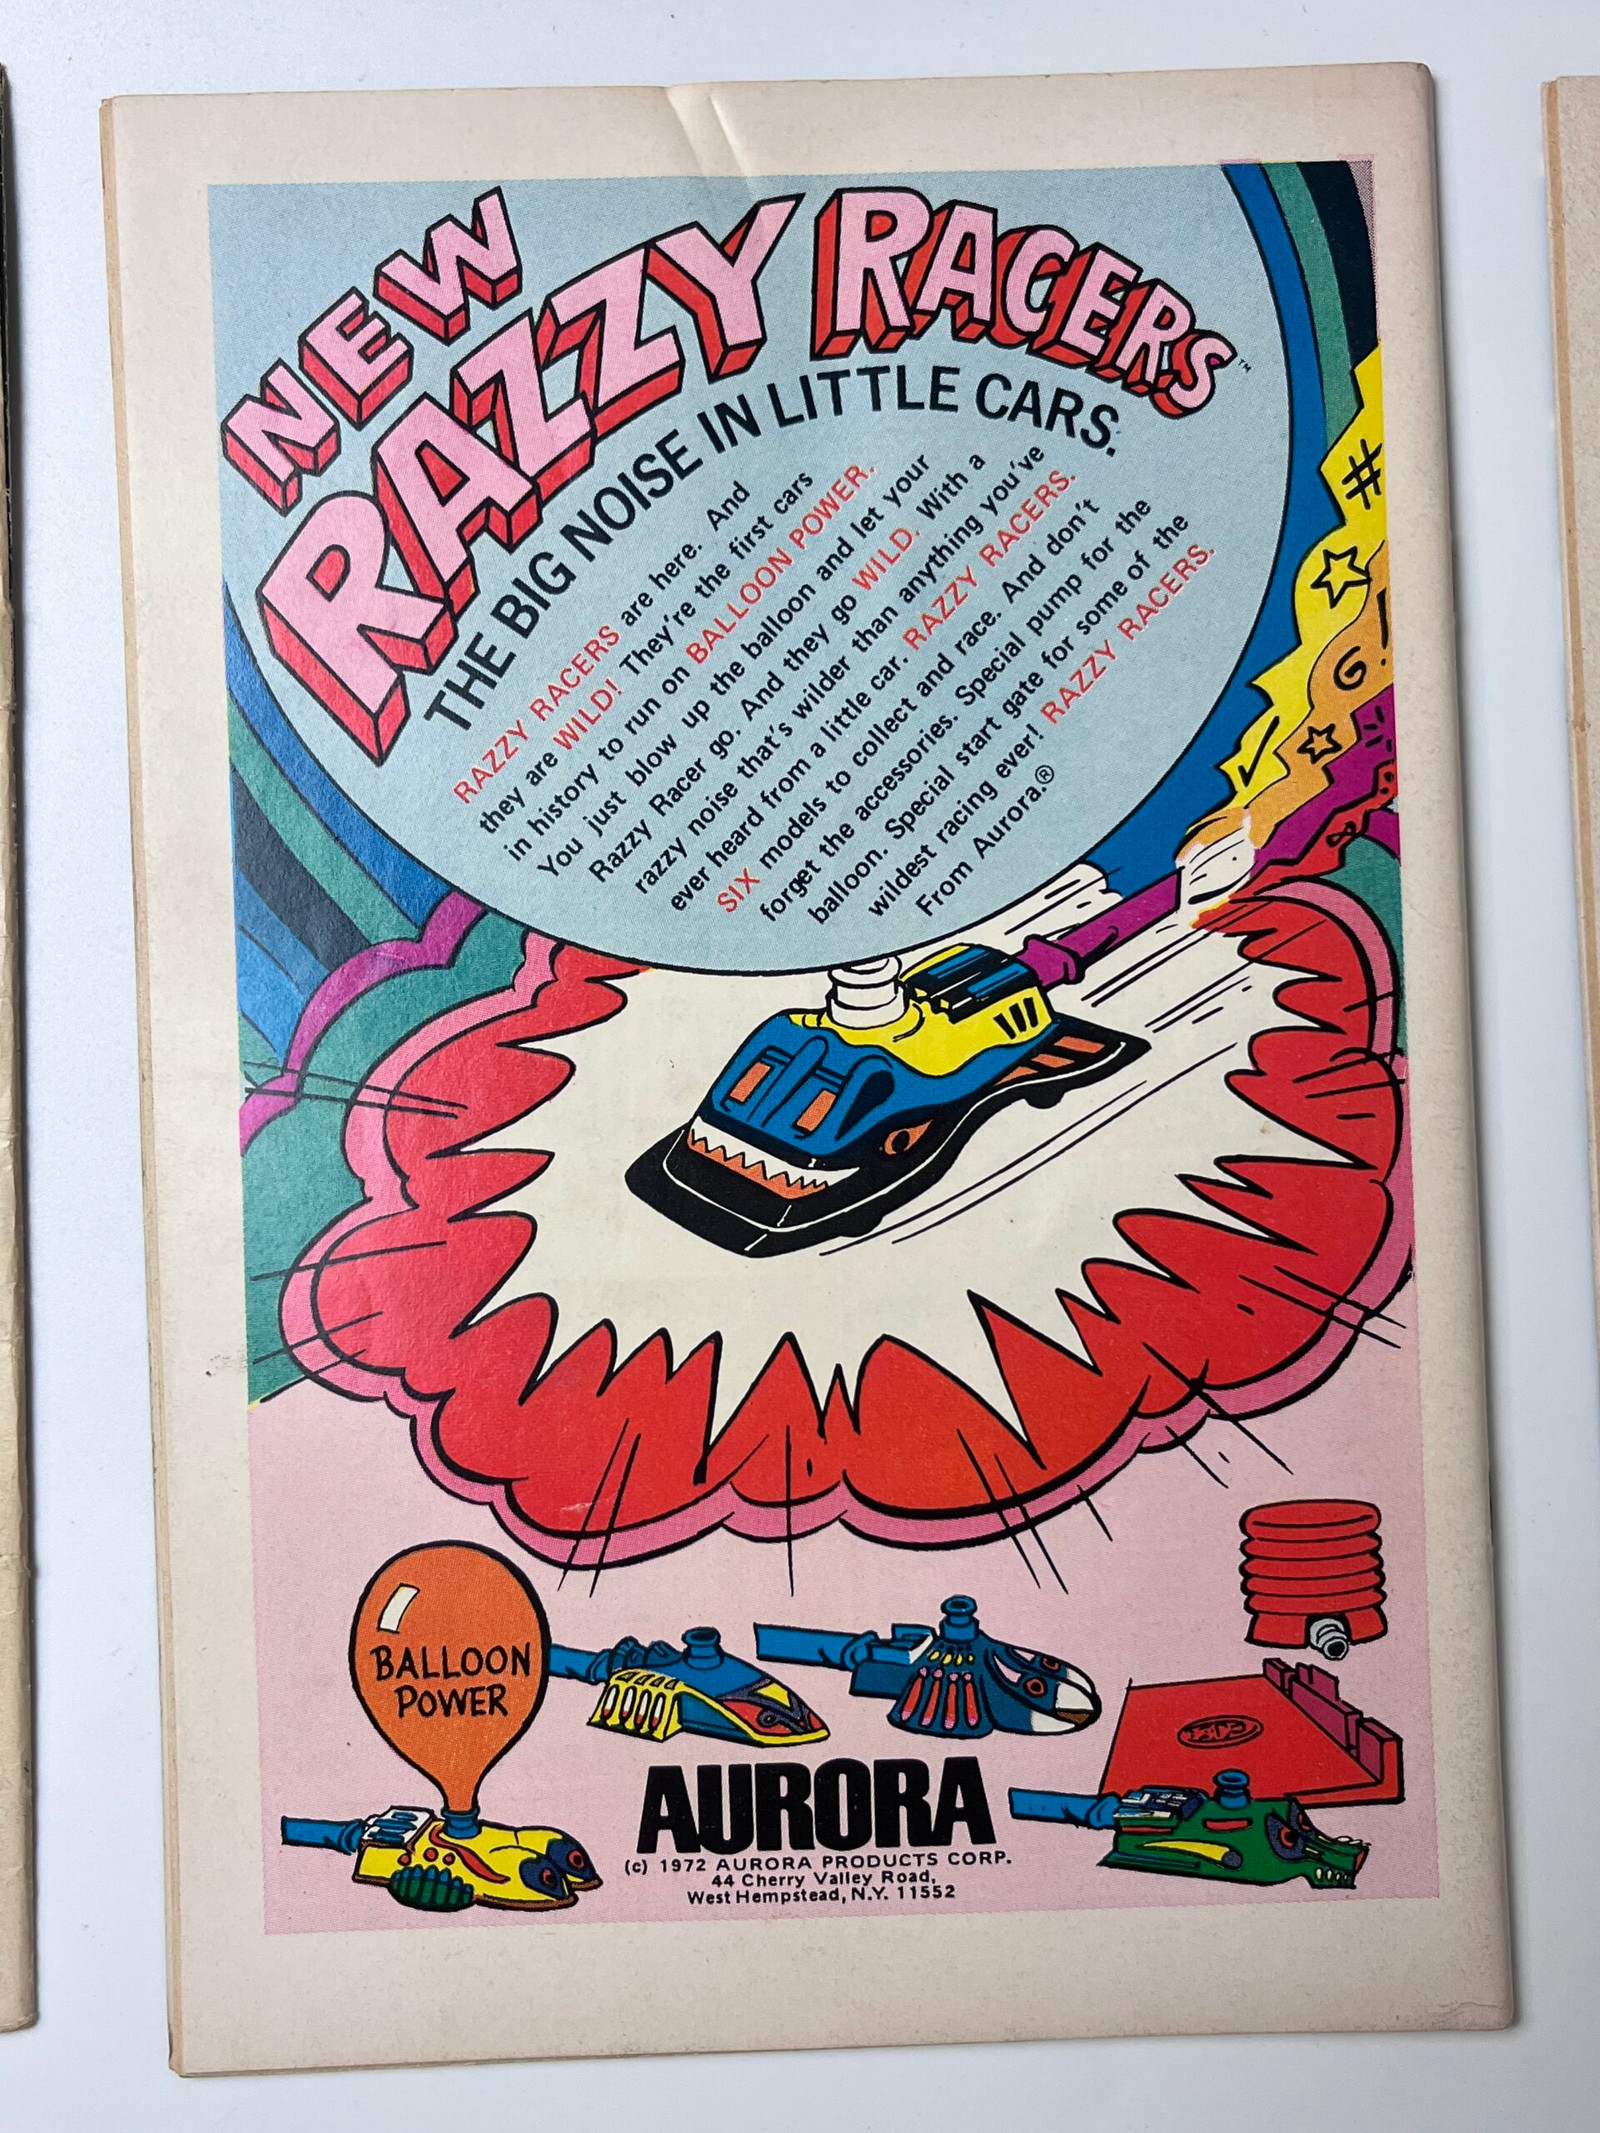 NEW
RAZZY RACERS™
THE BIG NOISE IN LITTLE CARS.
RAZZY RACERS are here. And
they are WILD! They're the first cars
in history to run on BALLOON POWER.
You just blow up the balloon and let your
Razzy Racer go. And they go WILD. With a
razzy noise that's wilder than anything you've
ever heard from a little car. RAZZY RACERS.
SIX models to collect and race. And don't
forget the accessories. Special pump for the
balloon. Special start gate for some of the
wildest racing ever! RAZZY RACERS.
From Aurora.®
#
G!
BALLOON
POWER
AURORA
(c) 1972 AURORA PRODUCTS CORP.
44 Cherry Valley Road,
West Hempstead, N.Y. 11552